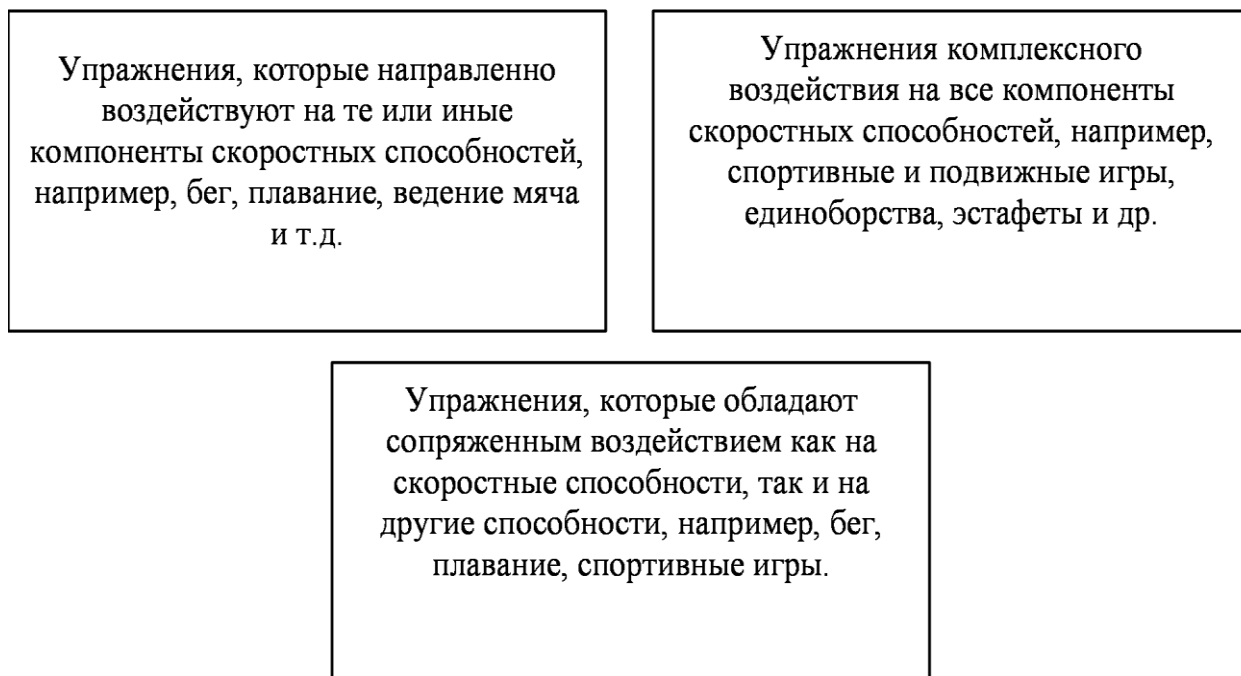 Упражнения, которые направленно
воздействуют на те или иные
компоненты скоростных способностей,
например, бег, плавание, ведение мяча
и т.д.
Упражнения комплексного
воздействия на все компоненты
скоростных способностей, например,
спортивные и подвижные игры,
единоборства, эстафеты и др.
Упражнения, которые обладают
сопряженным воздействием как на
скоростные способности, так и на
другие способности, например, бег,
плавание, спортивные игры.